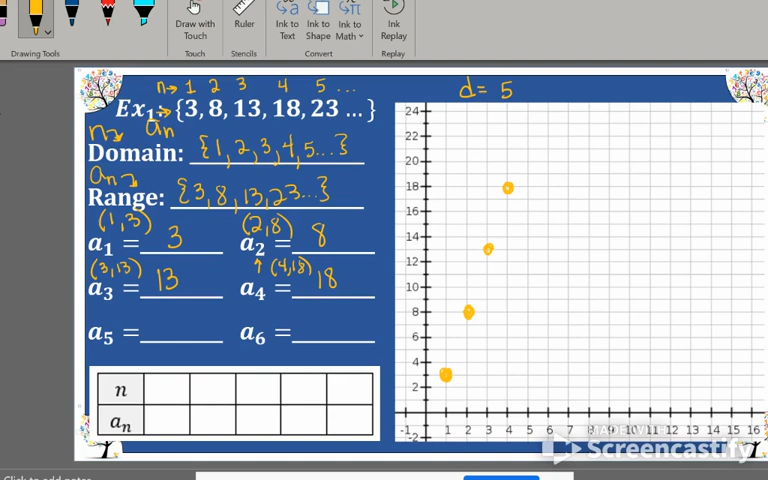 Draw with Touch
Ruler
Ink to Text
Ink to Shape
Ink to Math
Ink Replay
Drawing Tools
Touch
Stencils
Convert
Replay
n→ 1 2 3 4 5 ...
d= 5
Ex1: {3, 8, 13, 18, 23 ... }
n→ an
Domain: {1, 2, 3, 4, 5...}
an→
Range: {3, 8, 13, 23...}
(1, 3) (2, 8)
a1 = 3 a2 = 8
(3, 13) (4, 18)
a3 = 13 a4 = 18
a5 = a6 =
n
an
24
22
20
18
16
14
12
10
8
6
4
2
-1 1 2 3 4 5 6 7 8 9 10 11 12 13 14 15 16
-2
MADE WITH
Screencastify
Click to add notes